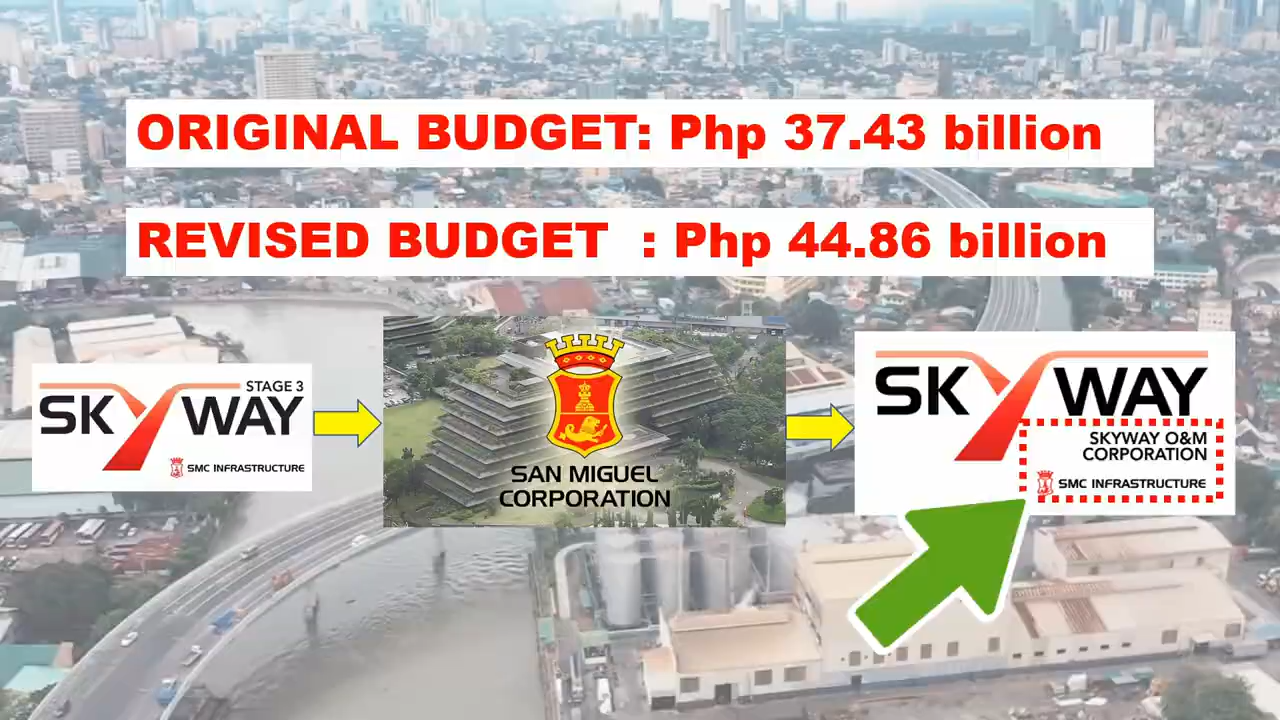 ORIGINAL BUDGET: Php 37.43 billion
REVISED BUDGET : Php 44.86 billion
STAGE 3
SKYWAY
SMC INFRASTRUCTURE
SAN MIGUEL
CORPORATION
SKYWAY
SKYWAY O&M
CORPORATION
SMC INFRASTRUCTURE